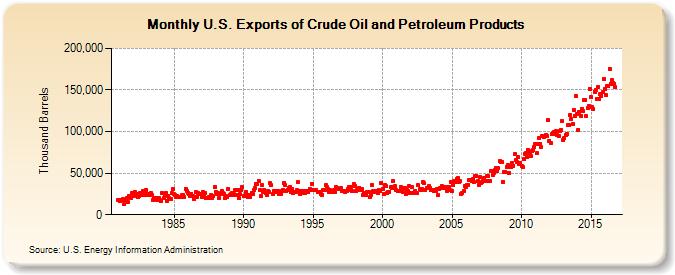 Monthly U.S. Exports of Crude Oil and Petroleum Products
Thousand Barrels
200,000
150,000
100,000
50,000
0
1985 1990 1995 2000 2005 2010 2015
Source: U.S. Energy Information Administration